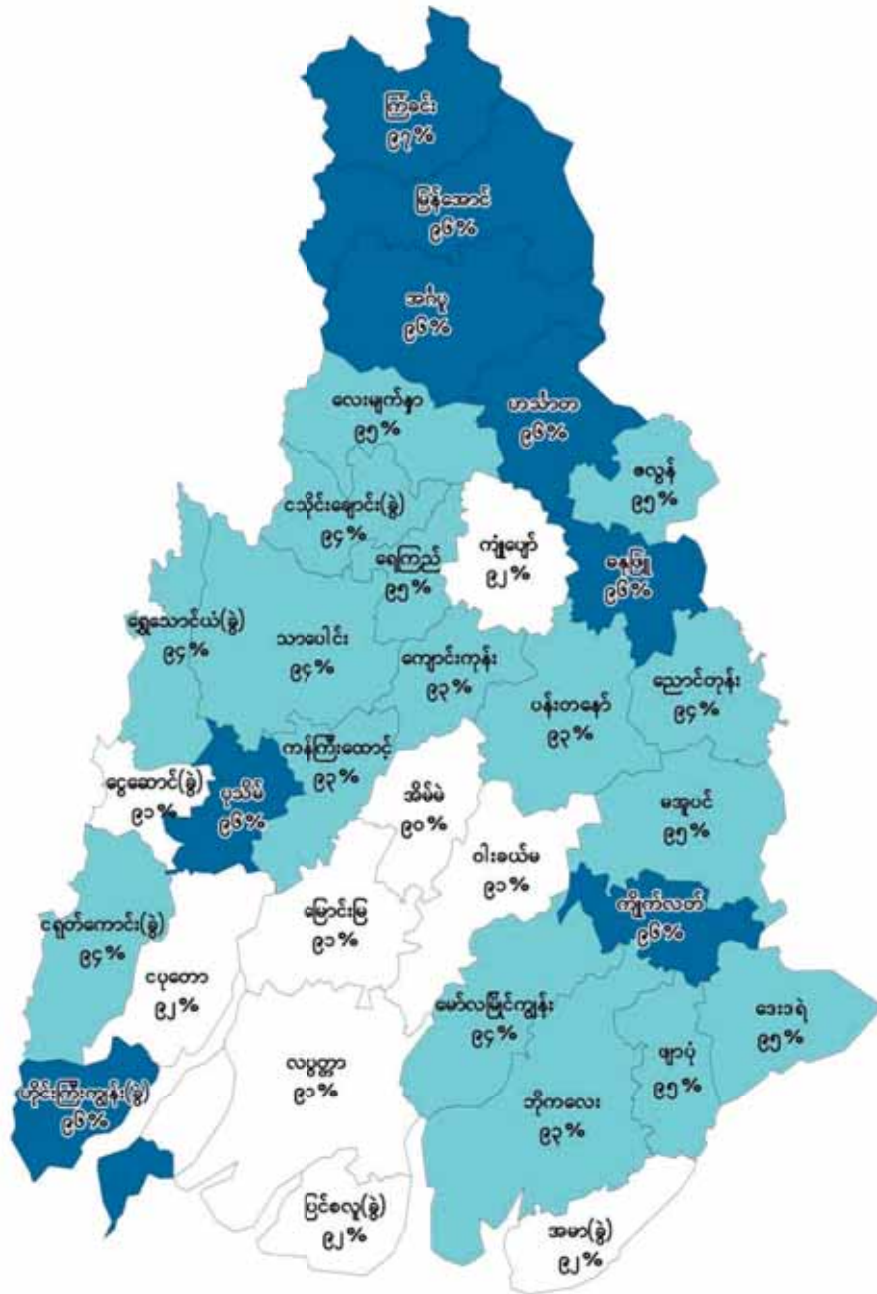 ကြံခင်း
၉၇%
မြန်အောင်
၉၆%
အင်္ဂပူ
၉၆%
လေးမျက်နှာ
၉၅%
ဟင်္သာတ
၉၆%
ဇလွန်
၉၅%
ငသိုင်းချောင်း(ခွဲ)
၉၄%
ရေကြည်
၉၅%
ကျုံပျော်
၉၂%
ဓနုဖြူ
၉၆%
ရွှေသောင်ယံ(ခွဲ)
၉၄%
သာပေါင်း
၉၄%
ကျောင်းကုန်း
၉၃%
ပန်းတနော်
၉၃%
ညောင်တုန်း
၉၄%
ငွေဆောင်(ခွဲ)
၉၁%
ပုသိမ်
၉၆%
ကန်ကြီးထောင့်
၉၃%
အိမ်မဲ
၉၀%
ဝါးခယ်မ
၉၁%
မအူပင်
၉၅%
ငရုတ်ကောင်း(ခွဲ)
၉၄%
ငပုတော
၉၂%
မြောင်းမြ
၉၁%
ကျိုက်လတ်
၉၆%
မော်လမြိုင်ကျွန်း
၉၄%
ဒေးဒရဲ
၉၅%
ဖျာပုံ
၉၅%
လပွတ္တာ
၉၁%
ဘိုကလေး
၉၃%
ဟိုင်းကြီးကျွန်း(ခွဲ)
၉၆%
ပြင်စလူ(ခွဲ)
၉၂%
အမာ(ခွဲ)
၉၂%